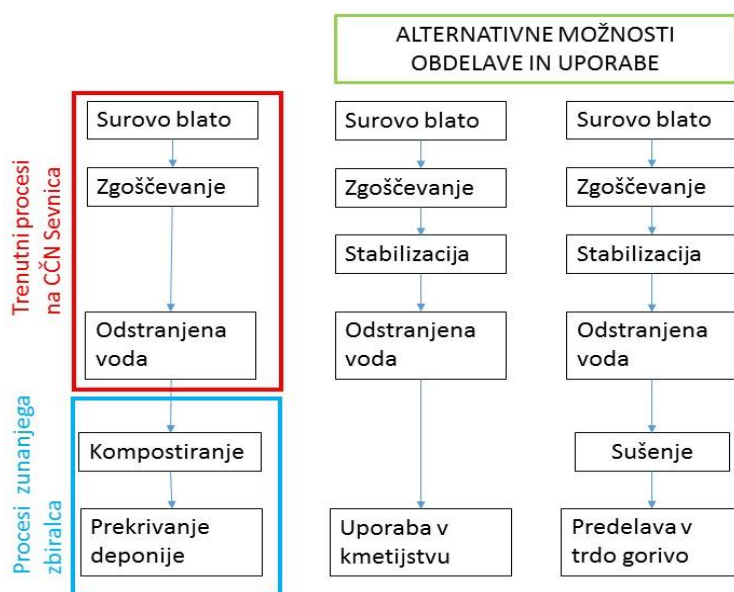 ALTERNATIVNE MOŽNOSTI
OBDELAVE IN UPORABE
Trenutni procesi
na CČN Sevnica
Surovo blato
Zgoščevanje
Odstranjena
voda
Procesi zunanjega
zbiralca
Kompostiranje
Prekrivanje
deponije
Surovo blato
Zgoščevanje
Stabilizacija
Odstranjena
voda
Uporaba v
kmetijstvu
Surovo blato
Zgoščevanje
Stabilizacija
Odstranjena
voda
Sušenje
Predelava v
trdo gorivo